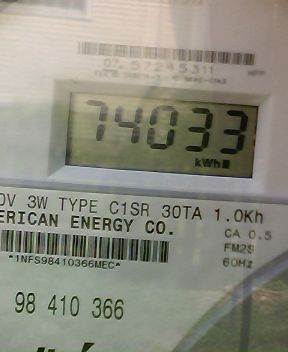 07. 57245311
74033
kWh
0V 3W TYPE C1SR 30TA 1.0Kh
ERICAN ENERGY CO.
CA 0.5
FM2S
*1NFS98410366MEC*
60Hz
98 410 366